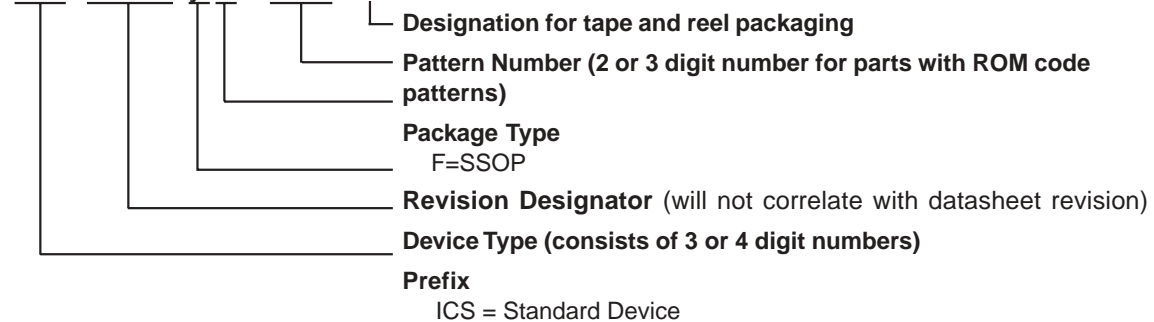 Designation for tape and reel packaging
Pattern Number (2 or 3 digit number for parts with ROM code
patterns)
Package Type
F=SSOP
Revision Designator (will not correlate with datasheet revision)
Device Type (consists of 3 or 4 digit numbers)
Prefix
ICS = Standard Device